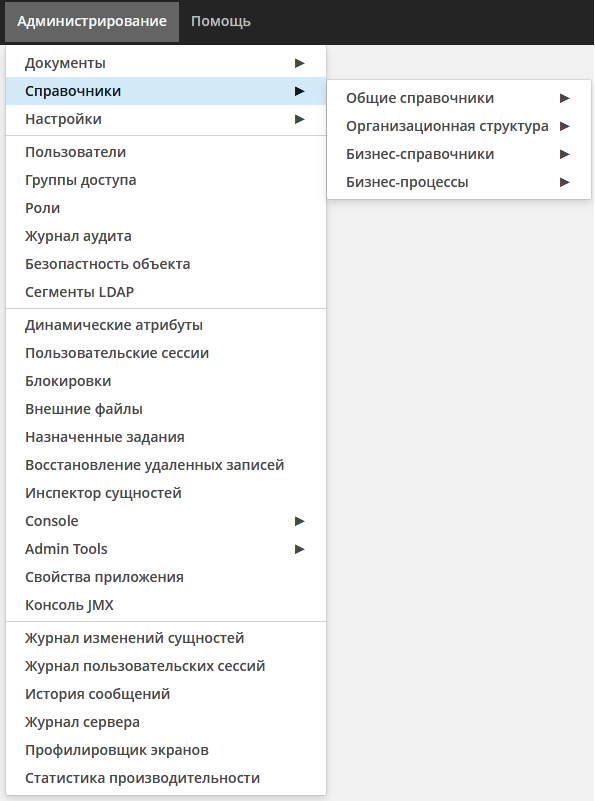 Администрирование Помощь
Документы
Справочники
Настройки
Пользователи
Группы доступа
Роли
Журнал аудита
Безопастность объекта
Сегменты LDAP
Динамические атрибуты
Пользовательские сессии
Блокировки
Внешние файлы
Назначенные задания
Восстановление удаленных записей
Инспектор сущностей
Console
Admin Tools
Свойства приложения
Консоль JMX
Журнал изменений сущностей
Журнал пользовательских сессий
История сообщений
Журнал сервера
Профилировщик экранов
Статистика производительности
Общие справочники
Организационная структура
Бизнес-справочники
Бизнес-процессы